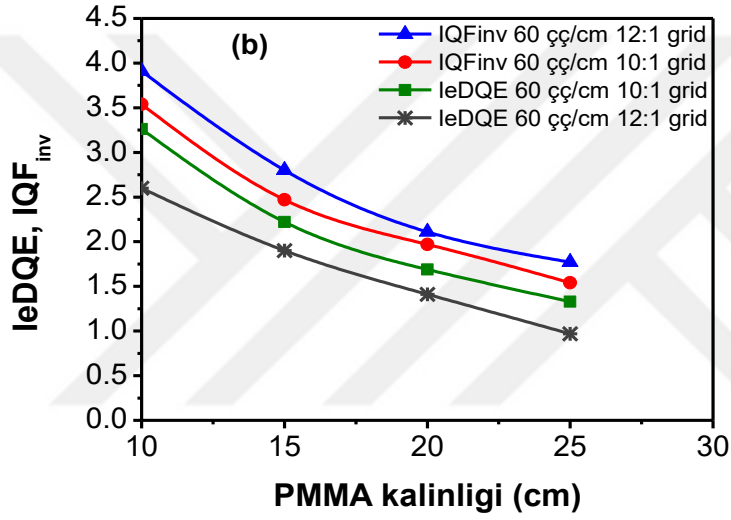 (b)
IQFinv 60 çç/cm 12:1 grid
IQFinv 60 çç/cm 10:1 grid
IeDQE 60 çç/cm 10:1 grid
IeDQE 60 çç/cm 12:1 grid
4.5
4.0
3.5
3.0
2.5
2.0
1.5
1.0
0.5
0.0
IeDQE, IQFinv
10 15 20 25 30
PMMA kalinligi (cm)